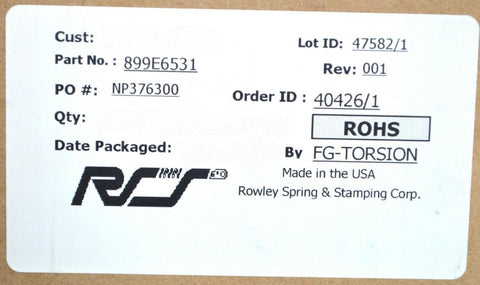 Cust:
Lot ID: 47582/1
Part No.: 899E6531
Rev: 001
PO #: NP376300
Order ID : 40426/1
Qty:
ROHS
Date Packaged:
By FG-TORSION
RCS
Made in the USA
Rowley Spring & Stamping Corp.